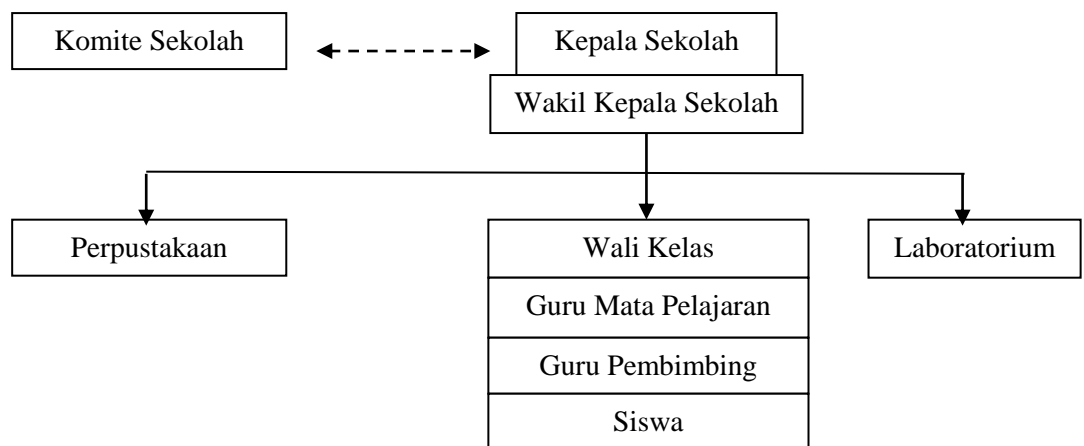 Komite Sekolah
Kepala Sekolah
Wakil Kepala Sekolah
Perpustakaan
Wali Kelas
Laboratorium
Guru Mata Pelajaran
Guru Pembimbing
Siswa